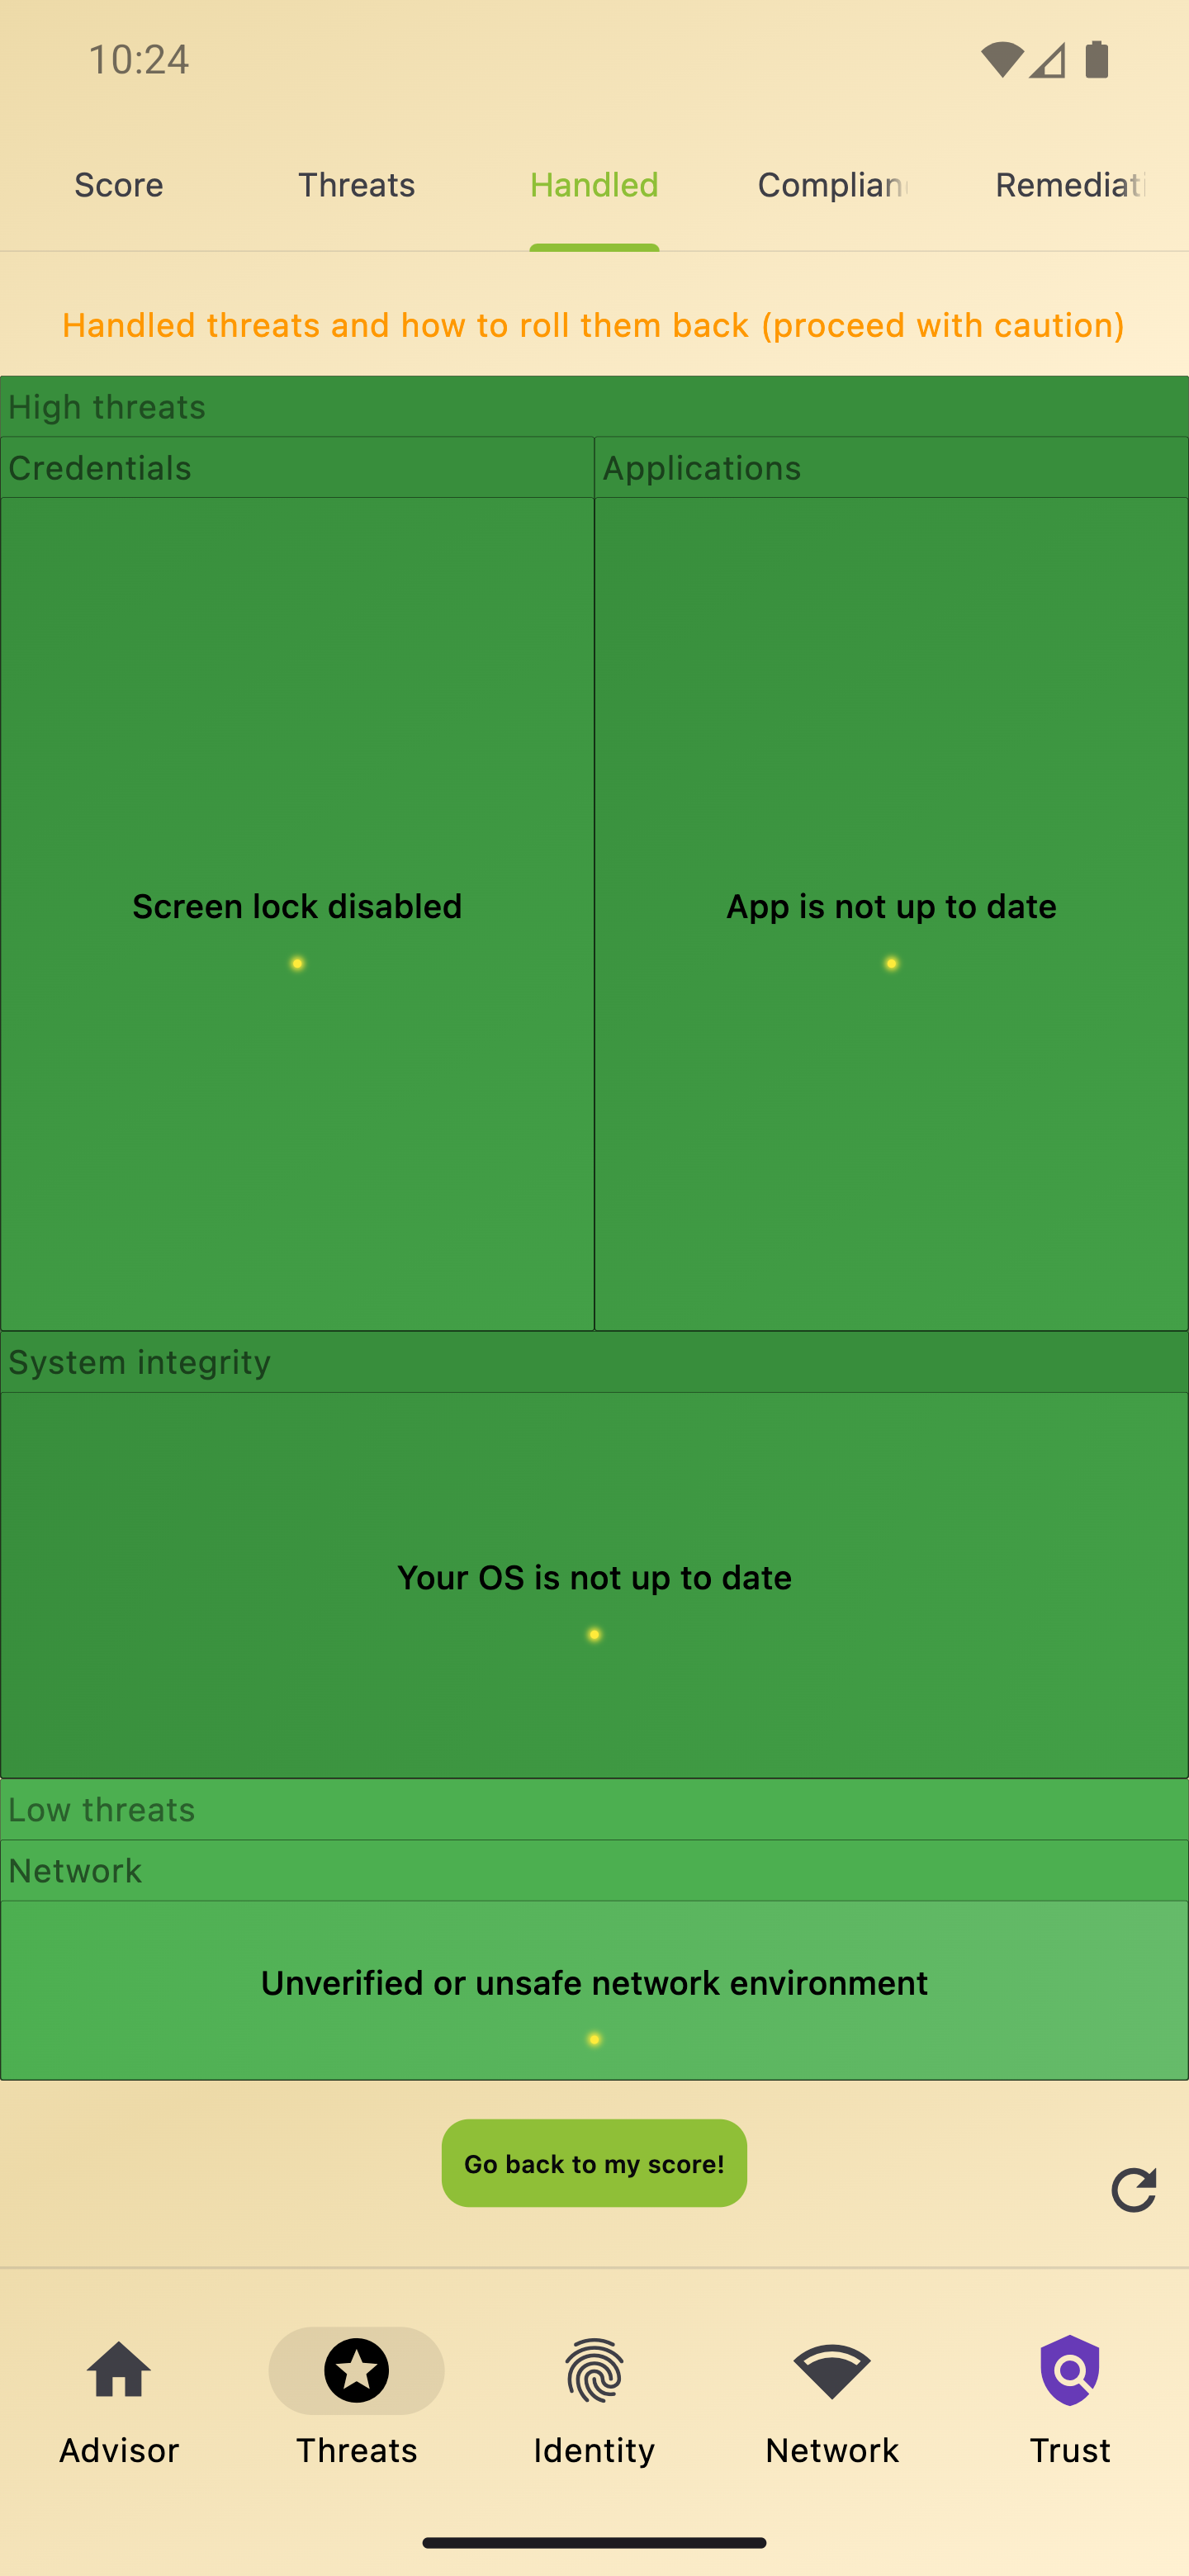 10:24
Score Threats Handled Complian Remediati
Handled threats and how to roll them back (proceed with caution)
High threats
Credentials Applications
Screen lock disabled App is not up to date
System integrity
Your OS is not up to date
Low threats
Network
Unverified or unsafe network environment
Go back to my score!
Advisor Threats Identity Network Trust